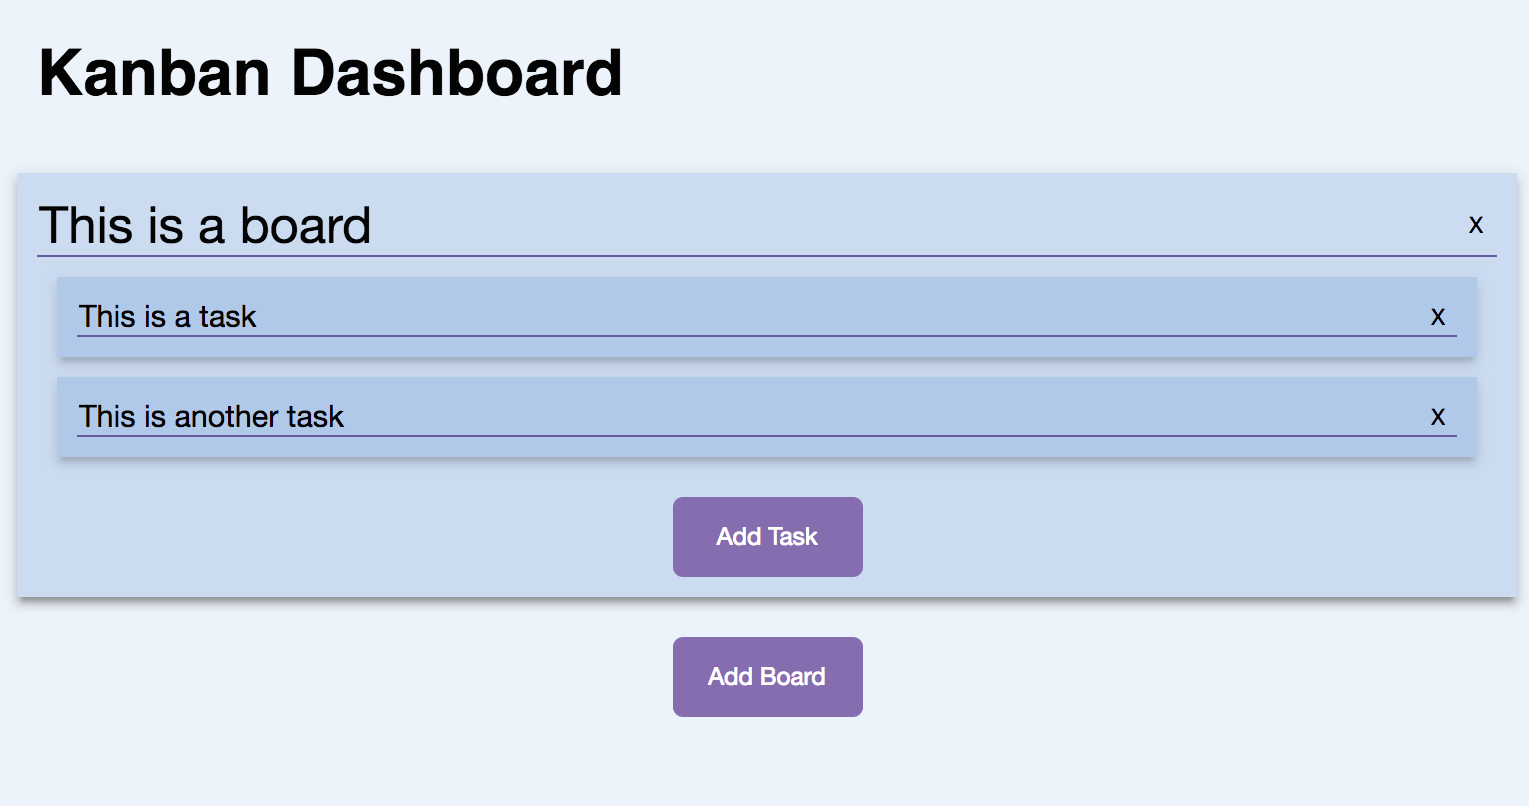 Kanban Dashboard
This is a board x
This is a task x
This is another task x
Add Task
Add Board